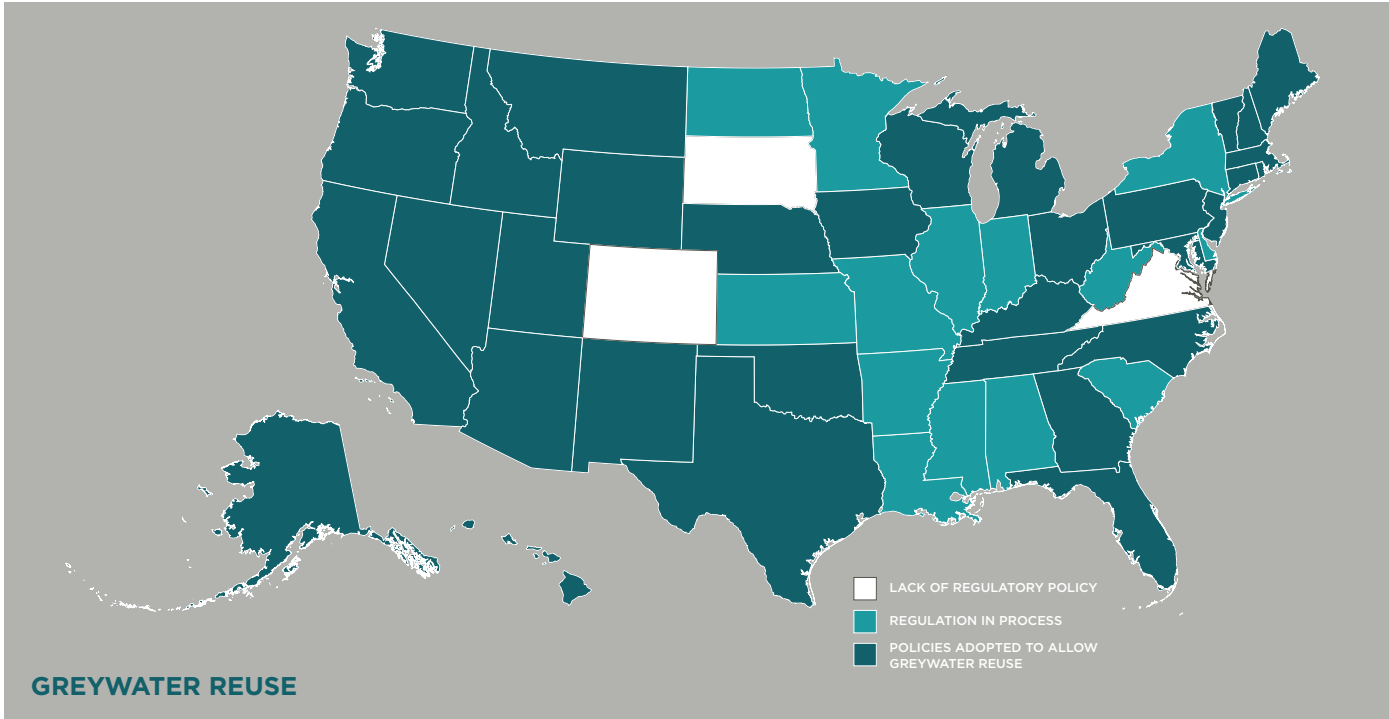 LACK OF REGULATORY POLICY
REGULATION IN PROCESS
POLICIES ADOPTED TO ALLOW
GREYWATER REUSE
GREYWATER REUSE